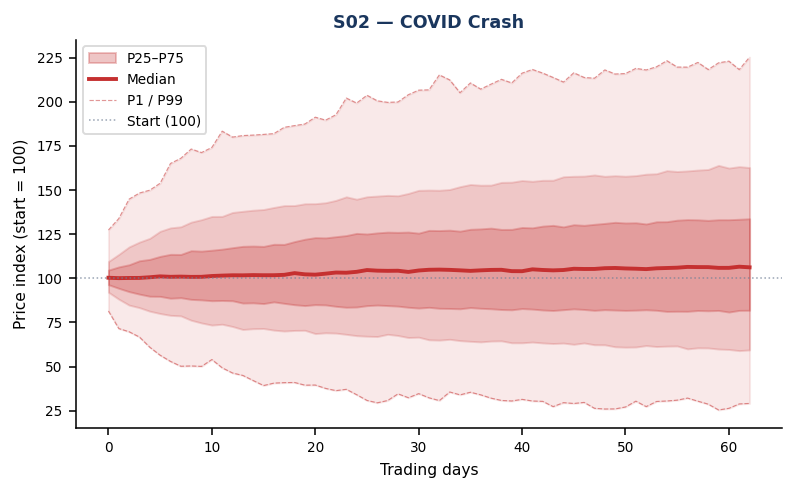 S02 — COVID Crash
P25–P75
Median
P1 / P99
Start (100)
Price index (start = 100)
225
200
175
150
125
100
75
50
25
0 10 20 30 40 50 60
Trading days